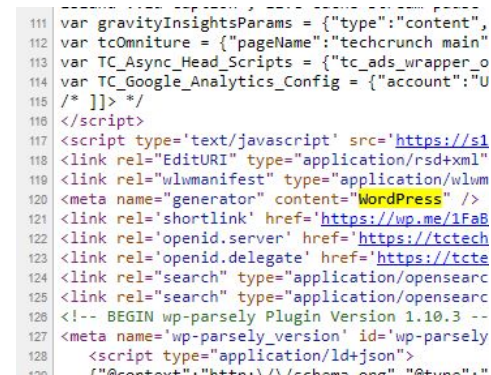 111 var gravityInsightsParams = {"type":"content",
112 var tcOmniture = {"pageName":"techcrunch main"
113 var TC_Async_Head_Scripts = {"tc_ads_wrapper_o
114 var TC_Google_Analytics_Config = {"account":"U
115 /* ]]> */
116 </script>
117 <script type='text/javascript' src='https://s1
118 <link rel="EditURI" type="application/rsd+xml"
119 <link rel="wlwmanifest" type="application/wlwm
120 <meta name="generator" content="WordPress" />
121 <link rel='shortlink' href='https://wp.me/1FaB
122 <link rel='openid.server' href='https://tctech
123 <link rel='openid.delegate' href='https://tcte
124 <link rel="search" type="application/opensearc
125 <link rel="search" type="application/opensearc
126 <!-- BEGIN wp-parsely Plugin Version 1.10.3 --
127 <meta name='wp-parsely_version' id='wp-parsely
128 <script type="application/ld+json">
{"@context":"http:\/\/schema.org","@type":"